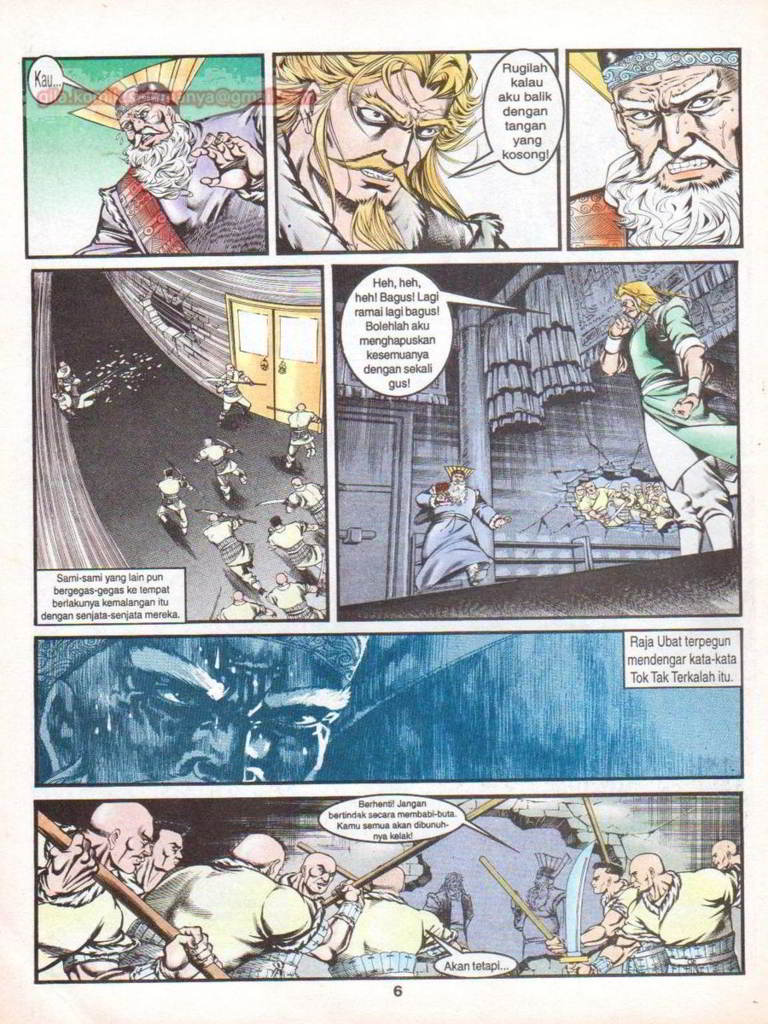 Kau...
Rugilah
kalau
aku balik
dengan
tangan
yang
kosong!
Sami-sami yang lain pun
bergegas-gegas ke tempat
berlakunya kemalangan itu
dengan senjata-senjata mereka.
Heh, heh,
heh! Bagus! Lagi
ramai lagi bagus!
Bolehlah aku
menghapuskan
kesemuanya
dengan sekali
gus!
Raja Ubat terpegun
mendengar kata-kata
Tok Tak Terkalah itu.
Berhenti! Jangan
bertindak secara membabi-buta.
Kamu semua akan dibunuh-
nya kelak!
Akan tetapi...
6